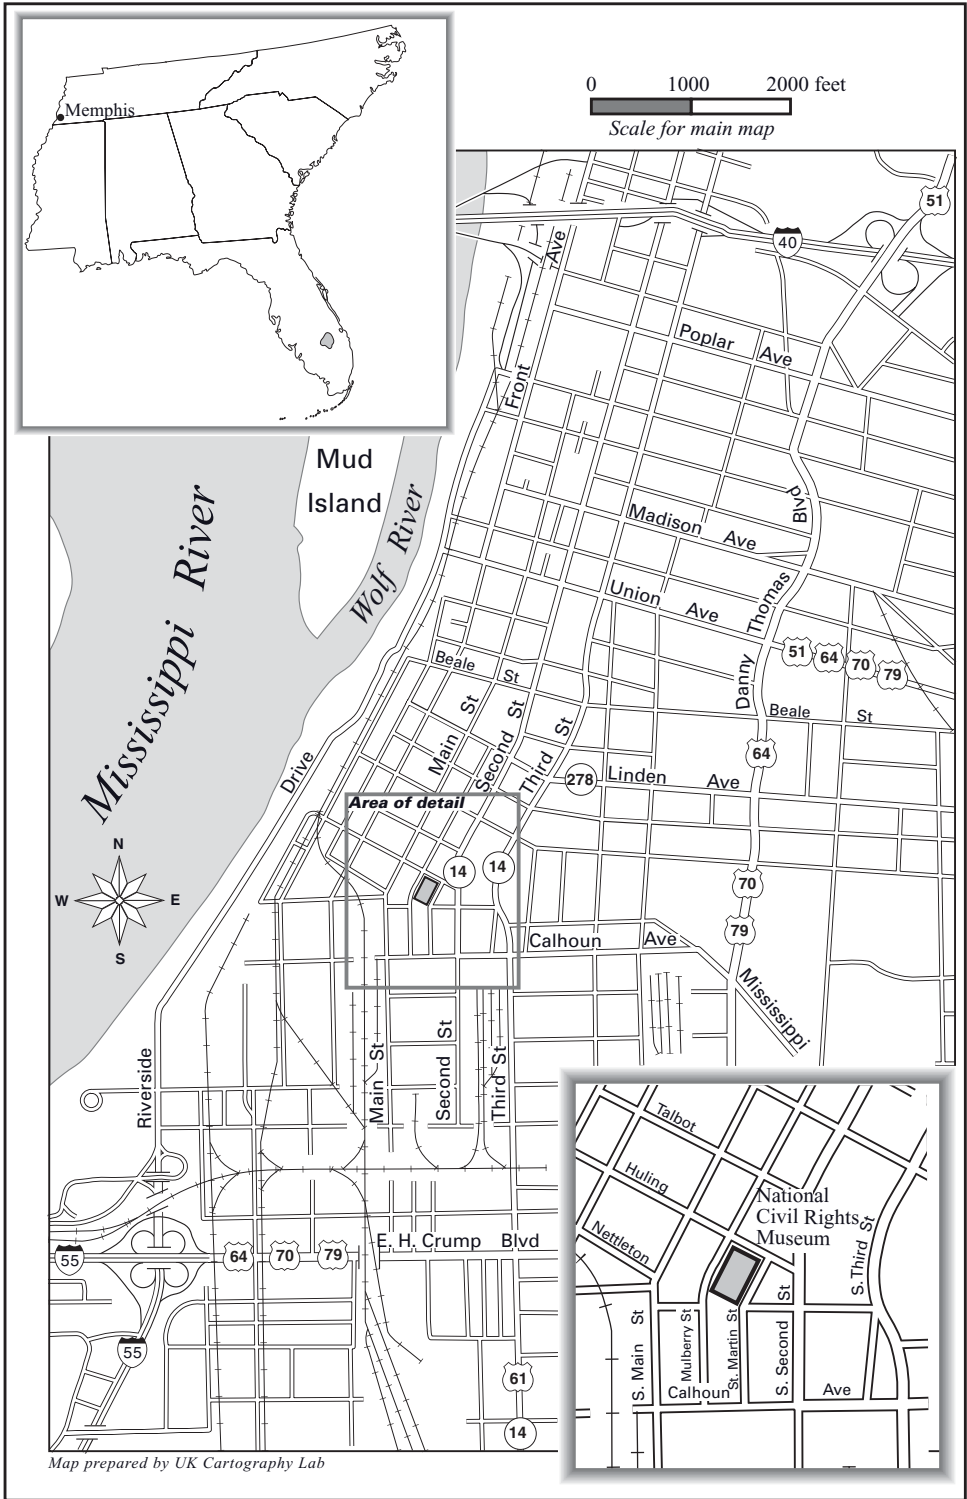 Memphis
0 1000 2000 feet
Scale for main map
51
40
Ave
Poplar Ave
Front
Mud
Island
Mississippi River
Wolf River
Blvd
Madison Ave
Union Ave
Thomas
Danny
51 64 70 79
Beale St
Beale St
Main St
Second St
Third St
64
Drive
278
Linden Ave
Area of detail
14
14
70
N
W E
S
79
Calhoun Ave
Mississippi
Riverside
Main St
Second St
Third St
E. H. Crump Blvd
55
64 70 79
55
61
14
Talbot
Huling
Nettleton
National
Civil Rights
Museum
S. Third St
S. Main St
Mulberry St
St. Martin St
S. Second St
Calhoun Ave
Map prepared by UK Cartography Lab